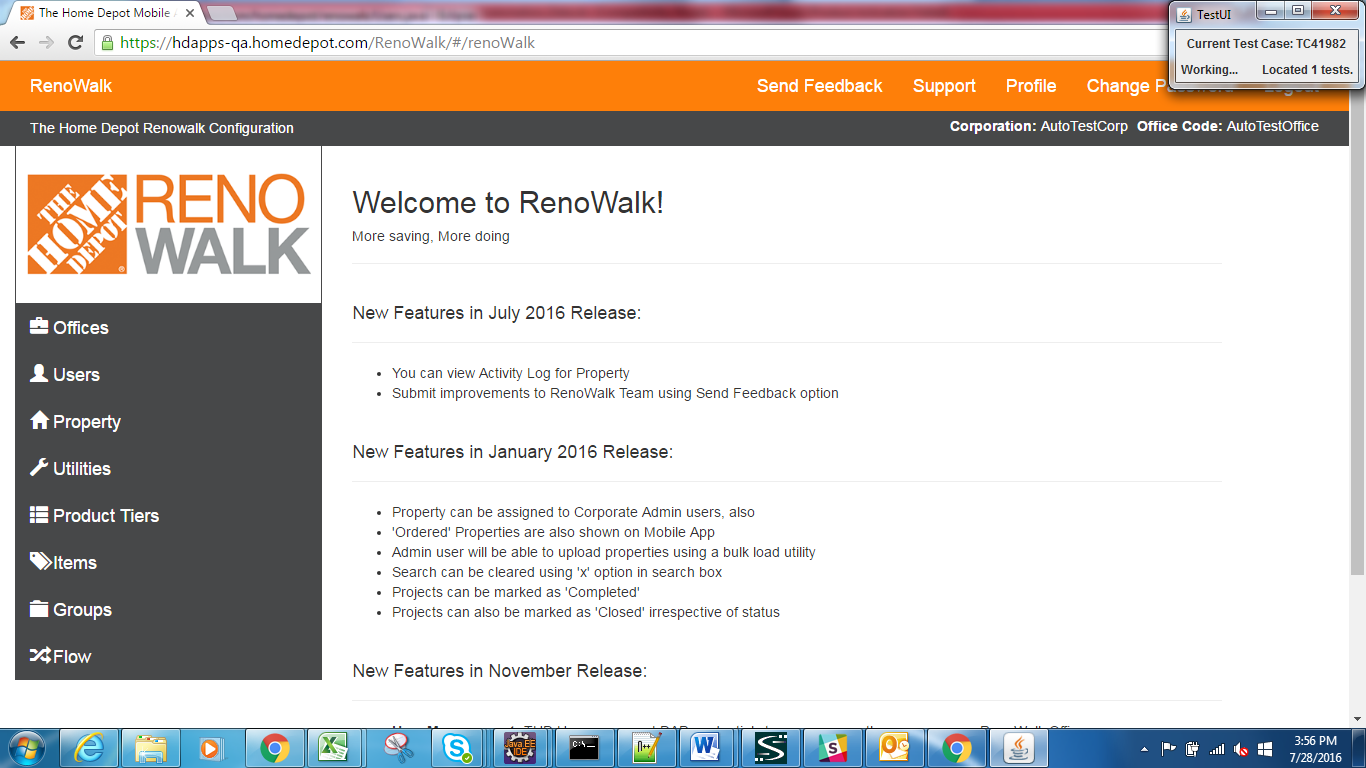 The Home Depot Mobile
TestUI
Current Test Case: TC41982
Working... Located 1 tests.
https://hdapps-qa.homedepot.com/RenoWalk/#/renoWalk
RenoWalk
Send Feedback Support Profile Change Password Logout
The Home Depot Renowalk Configuration
Corporation: AutoTestCorp Office Code: AutoTestOffice
THE HOME DEPOT
RENO
WALK
Offices
Users
Property
Utilities
Product Tiers
Items
Groups
Flow
Welcome to RenoWalk!
More saving, More doing
New Features in July 2016 Release:
You can view Activity Log for Property
Submit improvements to RenoWalk Team using Send Feedback option
New Features in January 2016 Release:
Property can be assigned to Corporate Admin users, also
'Ordered' Properties are also shown on Mobile App
Admin user will be able to upload properties using a bulk load utility
Search can be cleared using 'x' option in search box
Projects can be marked as 'Completed'
Projects can also be marked as 'Closed' irrespective of status
New Features in November Release:
Java EE
IDE
3:56 PM
7/28/2016